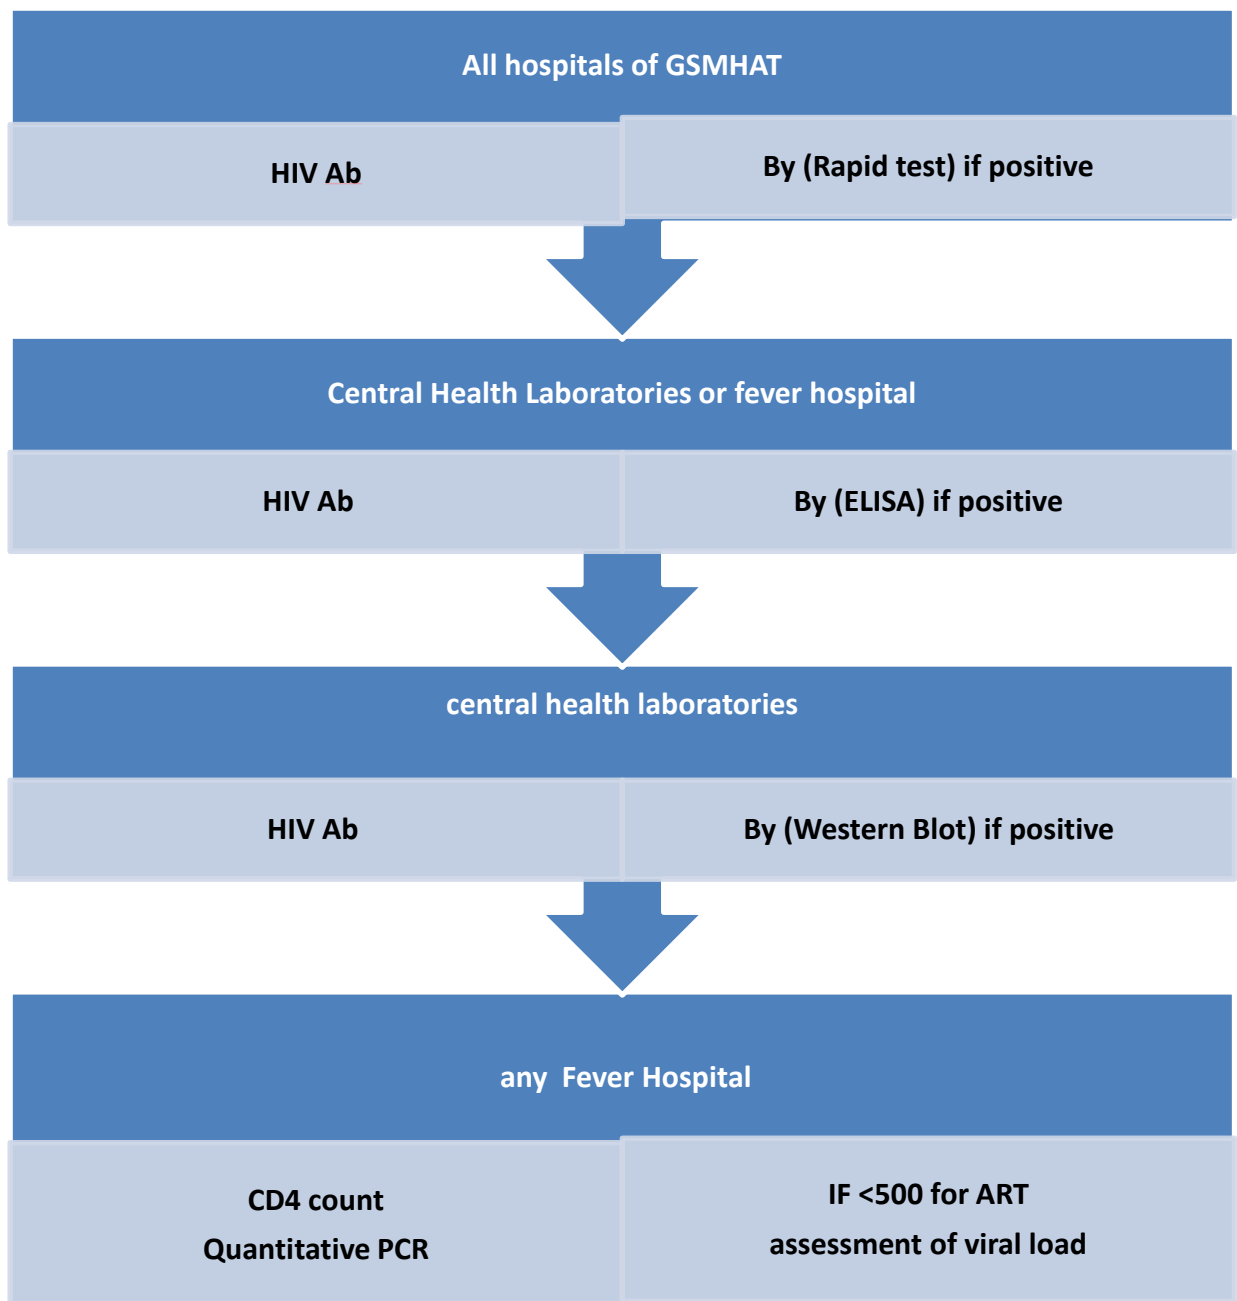 All hospitals of GSMHAT
HIV Ab
By (Rapid test) if positive
Central Health Laboratories or fever hospital
HIV Ab
By (ELISA) if positive
central health laboratories
HIV Ab
By (Western Blot) if positive
any  Fever Hospital
CD4 count
Quantitative PCR
IF <500 for ART
assessment of viral load